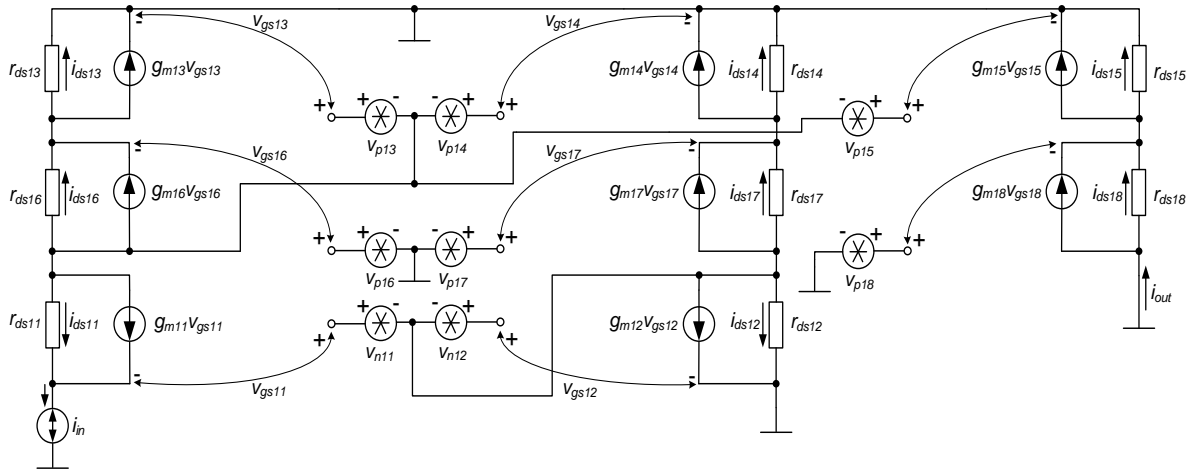 - v_gs13 v_gs14 - -
r_ds13 i_ds13 g_m13v_gs13 g_m14v_gs14 i_ds14 r_ds14 g_m15v_gs15 i_ds15 r_ds15
+ + - - + + - + +
v_p13 v_p14 v_p15
- v_gs16 v_gs17 - -
r_ds16 i_ds16 g_m16v_gs16 g_m17v_gs17 i_ds17 r_ds17 g_m18v_gs18 i_ds18 r_ds18
+ + - - + + - + +
v_p16 v_p17 v_p18
r_ds11 i_ds11 g_m11v_gs11 g_m12v_gs12 i_ds12 r_ds12 i_out
+ + - - + +
v_n11 v_n12
- v_gs11 v_gs12 -
i_in